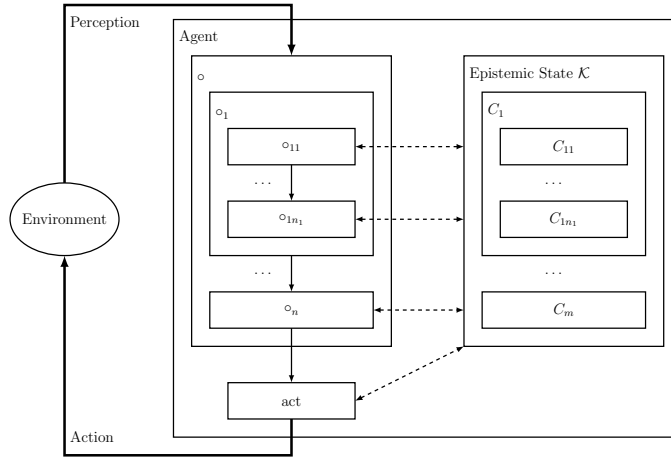 Perception
Agent
∘
Epistemic State 𝒦
∘₁
C₁
∘₁₁
C₁₁
...
...
Environment
∘₁ₙ₁
C₁ₙ₁
...
...
∘ₙ
Cₘ
act
Action